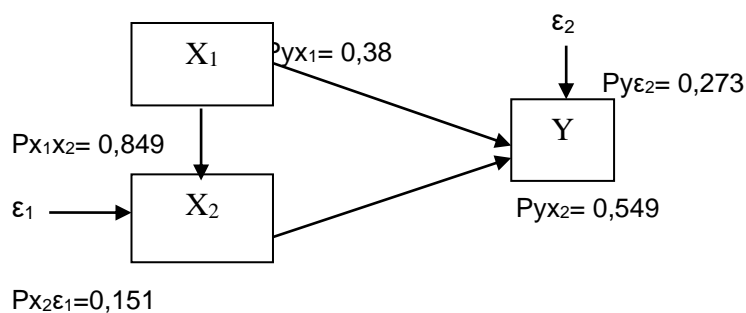 ε₂
X₁
Pyx₁= 0,38
Pyε₂= 0,273
Y
Px₁x₂= 0,849
X₂
ε₁
Pyx₂= 0,549
Px₂ε₁=0,151